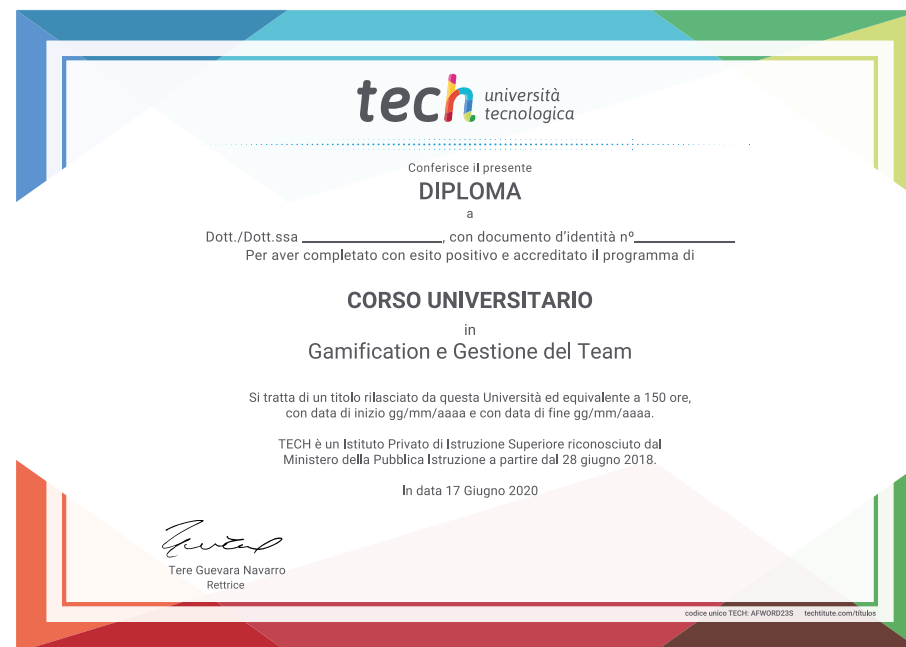 tech università
tecnologica
Conferisce il presente
DIPLOMA
a
Dott./Dott.ssa ______________, con documento d'identità nº__________
Per aver completato con esito positivo e accreditato il programma di
CORSO UNIVERSITARIO
in
Gamification e Gestione del Team
Si tratta di un titolo rilasciato da questa Università ed equivalente a 150 ore,
con data di inizio gg/mm/aaaa e con data di fine gg/mm/aaaa.
TECH è un Istituto Privato di Istruzione Superiore riconosciuto dal
Ministero della Pubblica Istruzione a partire dal 28 giugno 2018.
In data 17 Giugno 2020
Tere Guevara Navarro
Rettrice
codice unico TECH: AFWORD23S techtitute.com/títulos